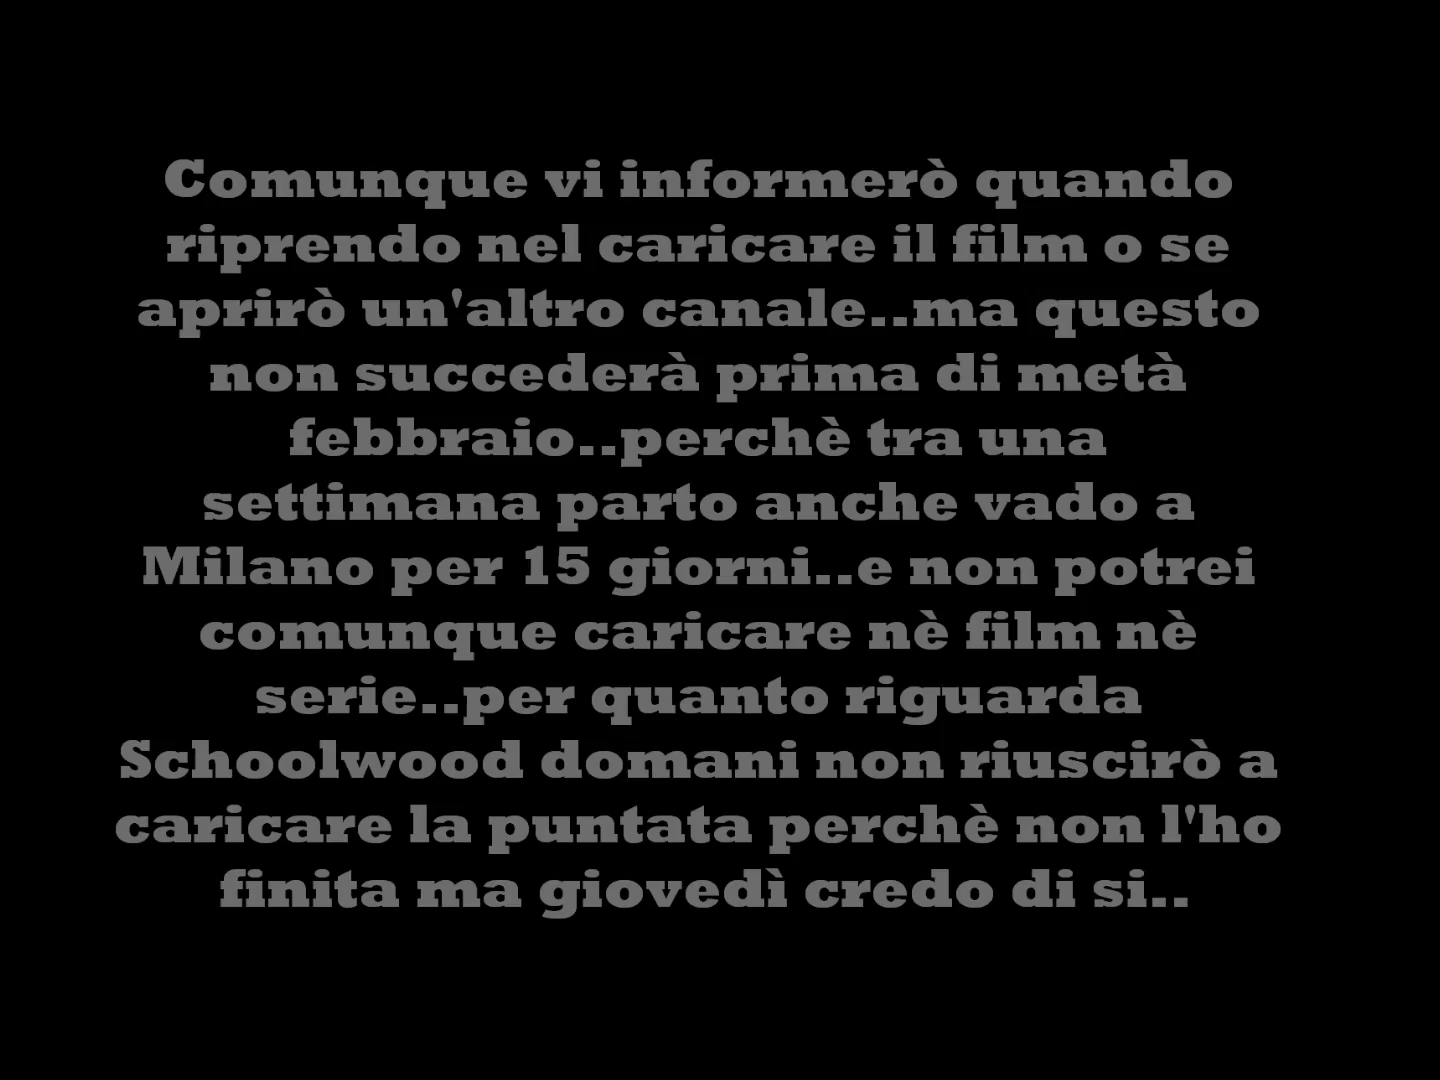 Comunque vi informerò quando
riprendo nel caricare il film o se
aprirò un'altro canale..ma questo
non succederà prima di metà
febbraio..perchè tra una
settimana parto anche vado a
Milano per 15 giorni..e non potrei
comunque caricare nè film nè
serie..per quanto riguarda
Schoolwood domani non riuscirò a
caricare la puntata perchè non l'ho
finita ma giovedì credo di si..